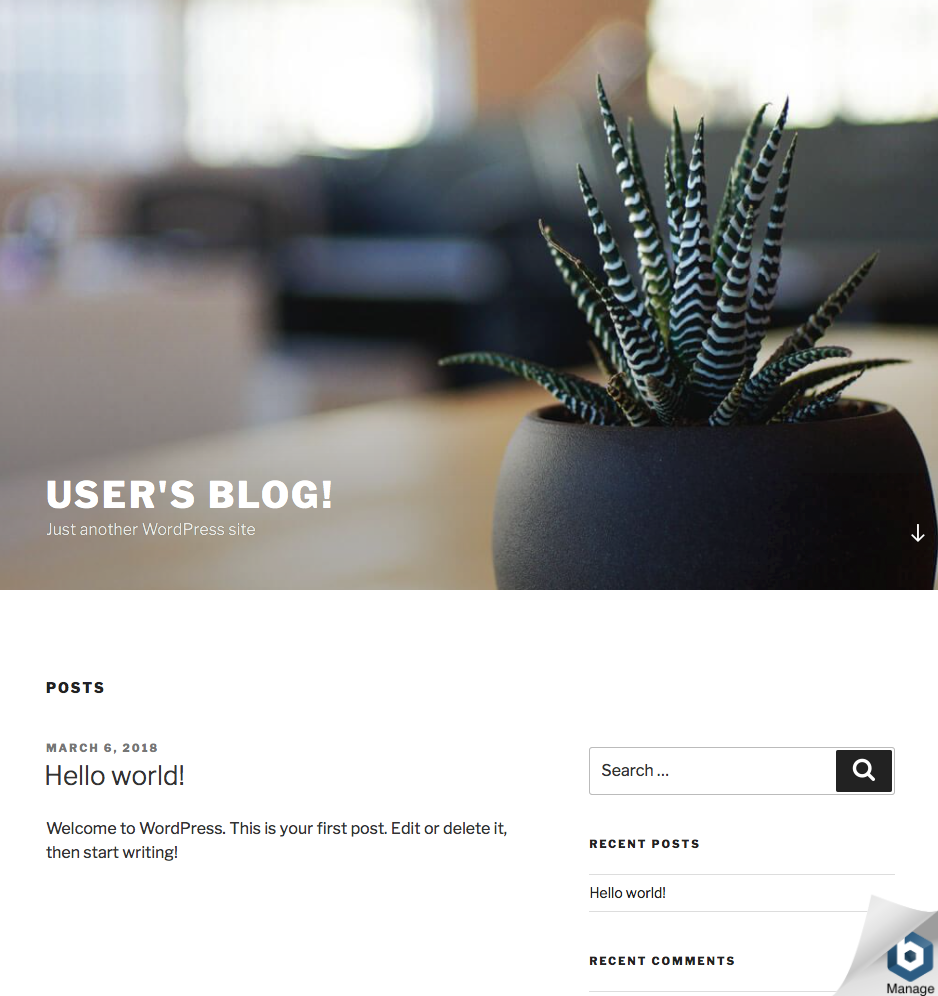 USER'S BLOG!
Just another WordPress site
POSTS
MARCH 6, 2018
Hello world!
Welcome to WordPress. This is your first post. Edit or delete it,
then start writing!
Search …
RECENT POSTS
Hello world!
RECENT COMMENTS
Manage